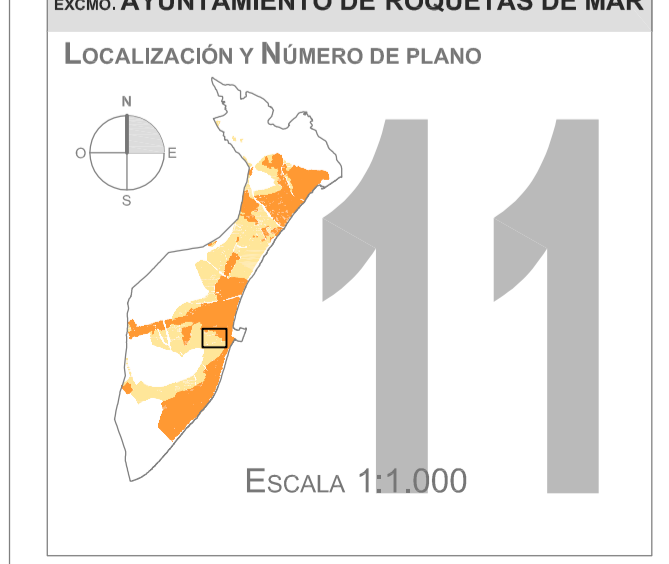 EXCMO. AYUNTAMIENTO DE ROQUETAS DE MAR
LOCALIZACIÓN Y NÚMERO DE PLANO
N
O E
S
11
ESCALA 1:1.000